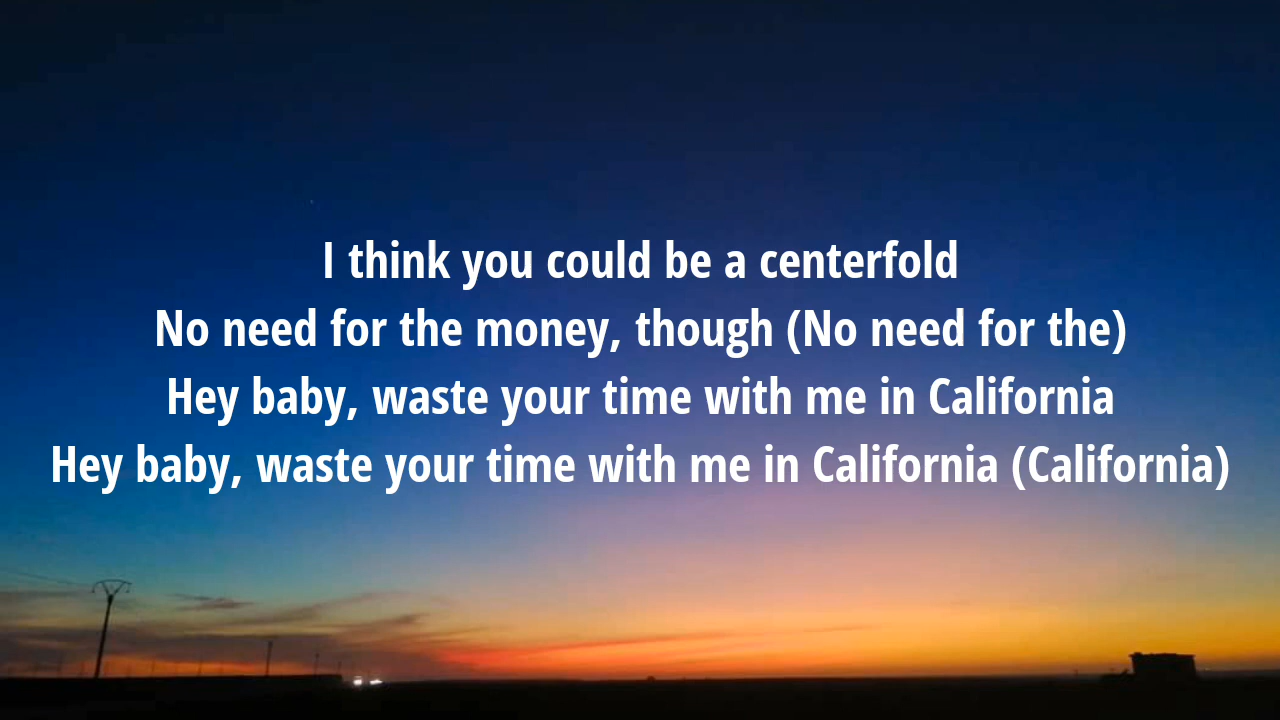 I think you could be a centerfold
No need for the money, though (No need for the)
Hey baby, waste your time with me in California
Hey baby, waste your time with me in California (California)